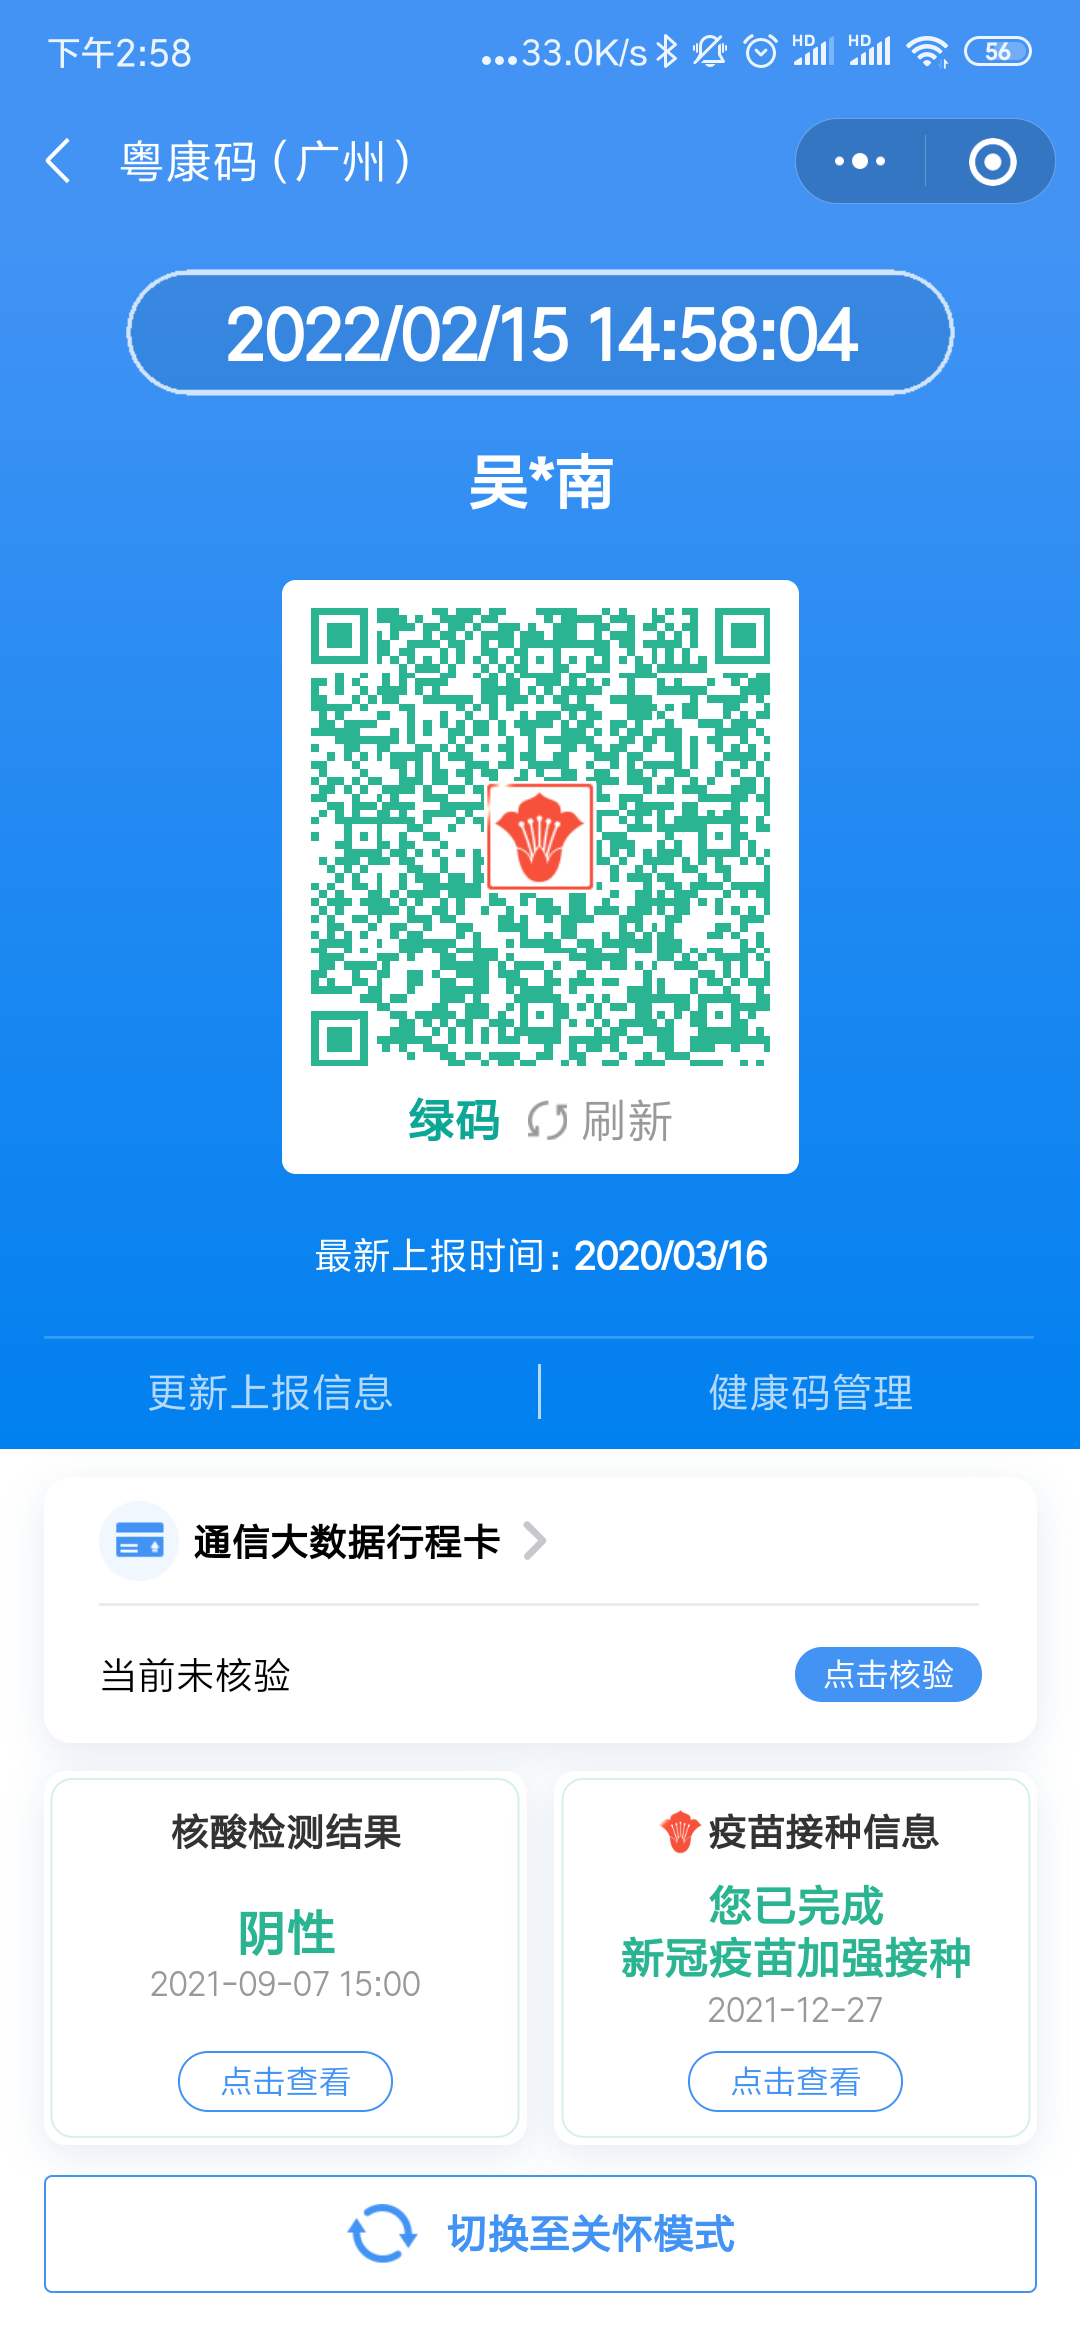 下午2:58
...33.0K/s HD HD 56
粤康码（广州）
2022/02/15 14:58:04
吴*南
绿码 刷新
最新上报时间：2020/03/16
更新上报信息 健康码管理
通信大数据行程卡
当前未核验 点击核验
核酸检测结果
阴性
2021-09-07 15:00
点击查看
疫苗接种信息
您已完成
新冠疫苗加强接种
2021-12-27
点击查看
切换至关怀模式